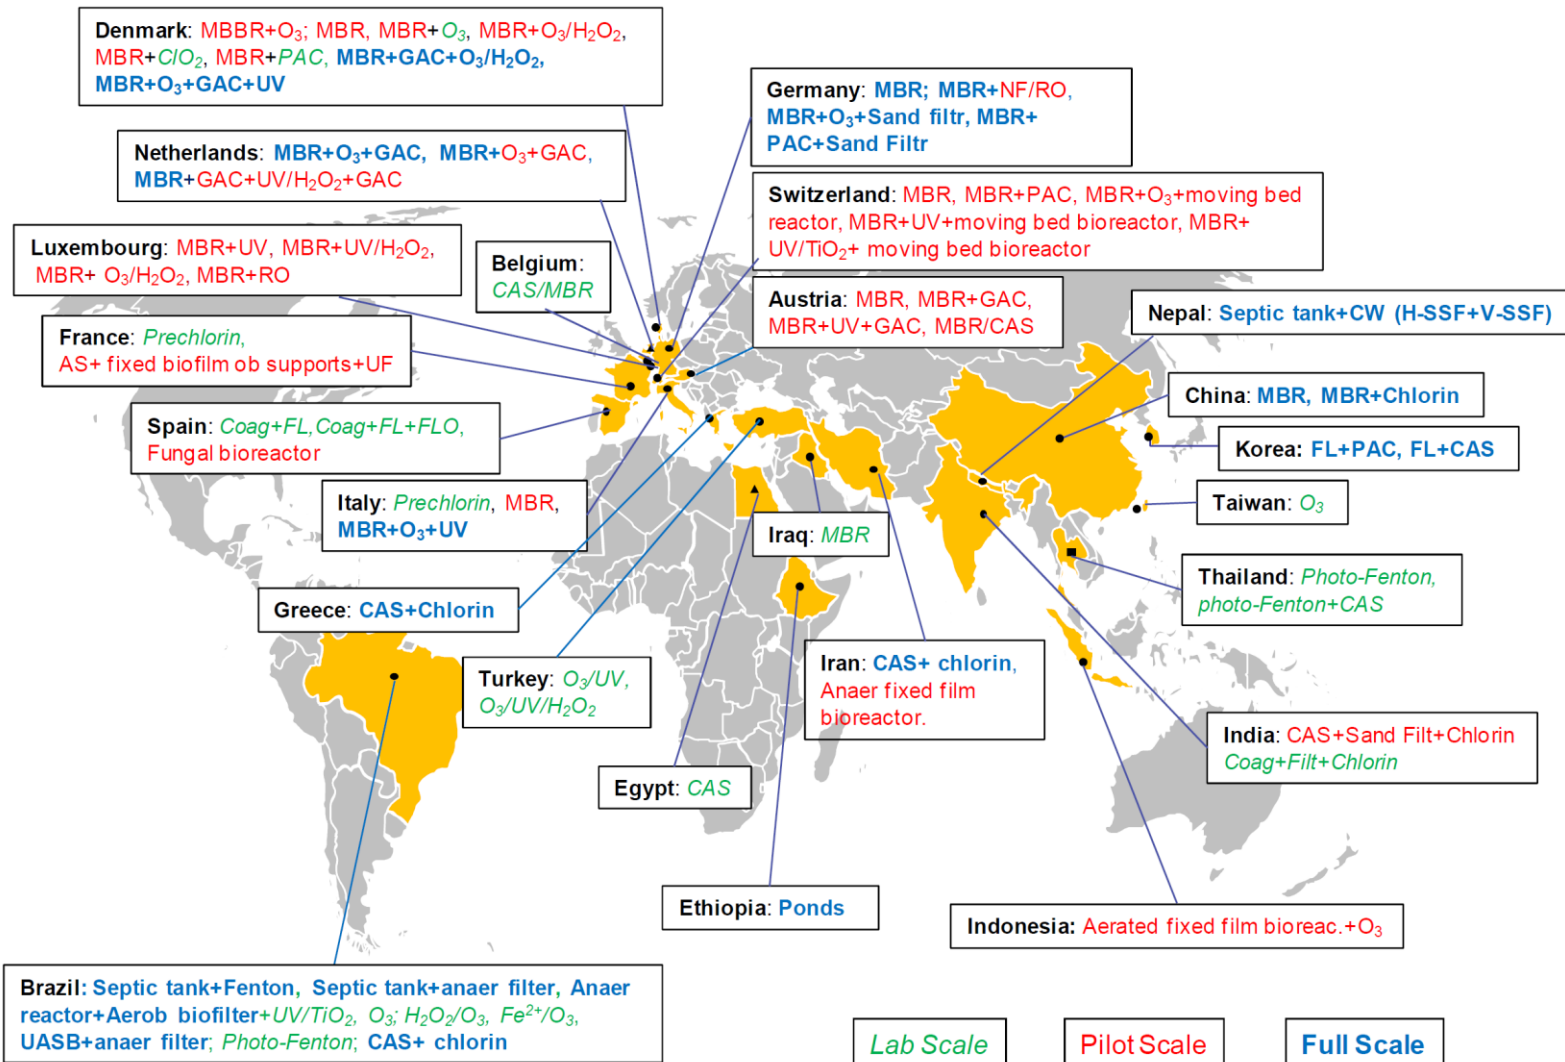 Denmark: MBBR+O₃; MBR, MBR+O₃, MBR+O₃/H₂O₂,
MBR+ClO₂, MBR+PAC, MBR+GAC+O₃/H₂O₂,
MBR+O₃+GAC+UV
Germany: MBR; MBR+NF/RO,
MBR+O₃+Sand filtr, MBR+
PAC+Sand Filtr
Netherlands: MBR+O₃+GAC, MBR+O₃+GAC,
MBR+GAC+UV/H₂O₂+GAC
Switzerland: MBR, MBR+PAC, MBR+O₃+moving bed
reactor, MBR+UV+moving bed bioreactor, MBR+
UV/TiO₂+ moving bed bioreactor
Luxembourg: MBR+UV, MBR+UV/H₂O₂,
MBR+ O₃/H₂O₂, MBR+RO
Belgium:
CAS/MBR
Austria: MBR, MBR+GAC,
MBR+UV+GAC, MBR/CAS
Nepal: Septic tank+CW (H-SSF+V-SSF)
France: Prechlorin,
AS+ fixed biofilm ob supports+UF
China: MBR, MBR+Chlorin
Spain: Coag+FL,Coag+FL+FLO,
Fungal bioreactor
Korea: FL+PAC, FL+CAS
Italy: Prechlorin, MBR,
MBR+O₃+UV
Iraq: MBR
Taiwan: O₃
Thailand: Photo-Fenton,
photo-Fenton+CAS
Greece: CAS+Chlorin
Turkey: O₃/UV,
O₃/UV/H₂O₂
Iran: CAS+ chlorin,
Anaer fixed film
bioreactor.
India: CAS+Sand Filt+Chlorin
Coag+Filt+Chlorin
Egypt: CAS
Ethiopia: Ponds
Indonesia: Aerated fixed film bioreac.+O₃
Brazil: Septic tank+Fenton, Septic tank+anaer filter, Anaer
reactor+Aerob biofilter+UV/TiO₂, O₃; H₂O₂/O₃, Fe²⁺/O₃,
UASB+anaer filter; Photo-Fenton; CAS+ chlorin
Lab Scale
Pilot Scale
Full Scale